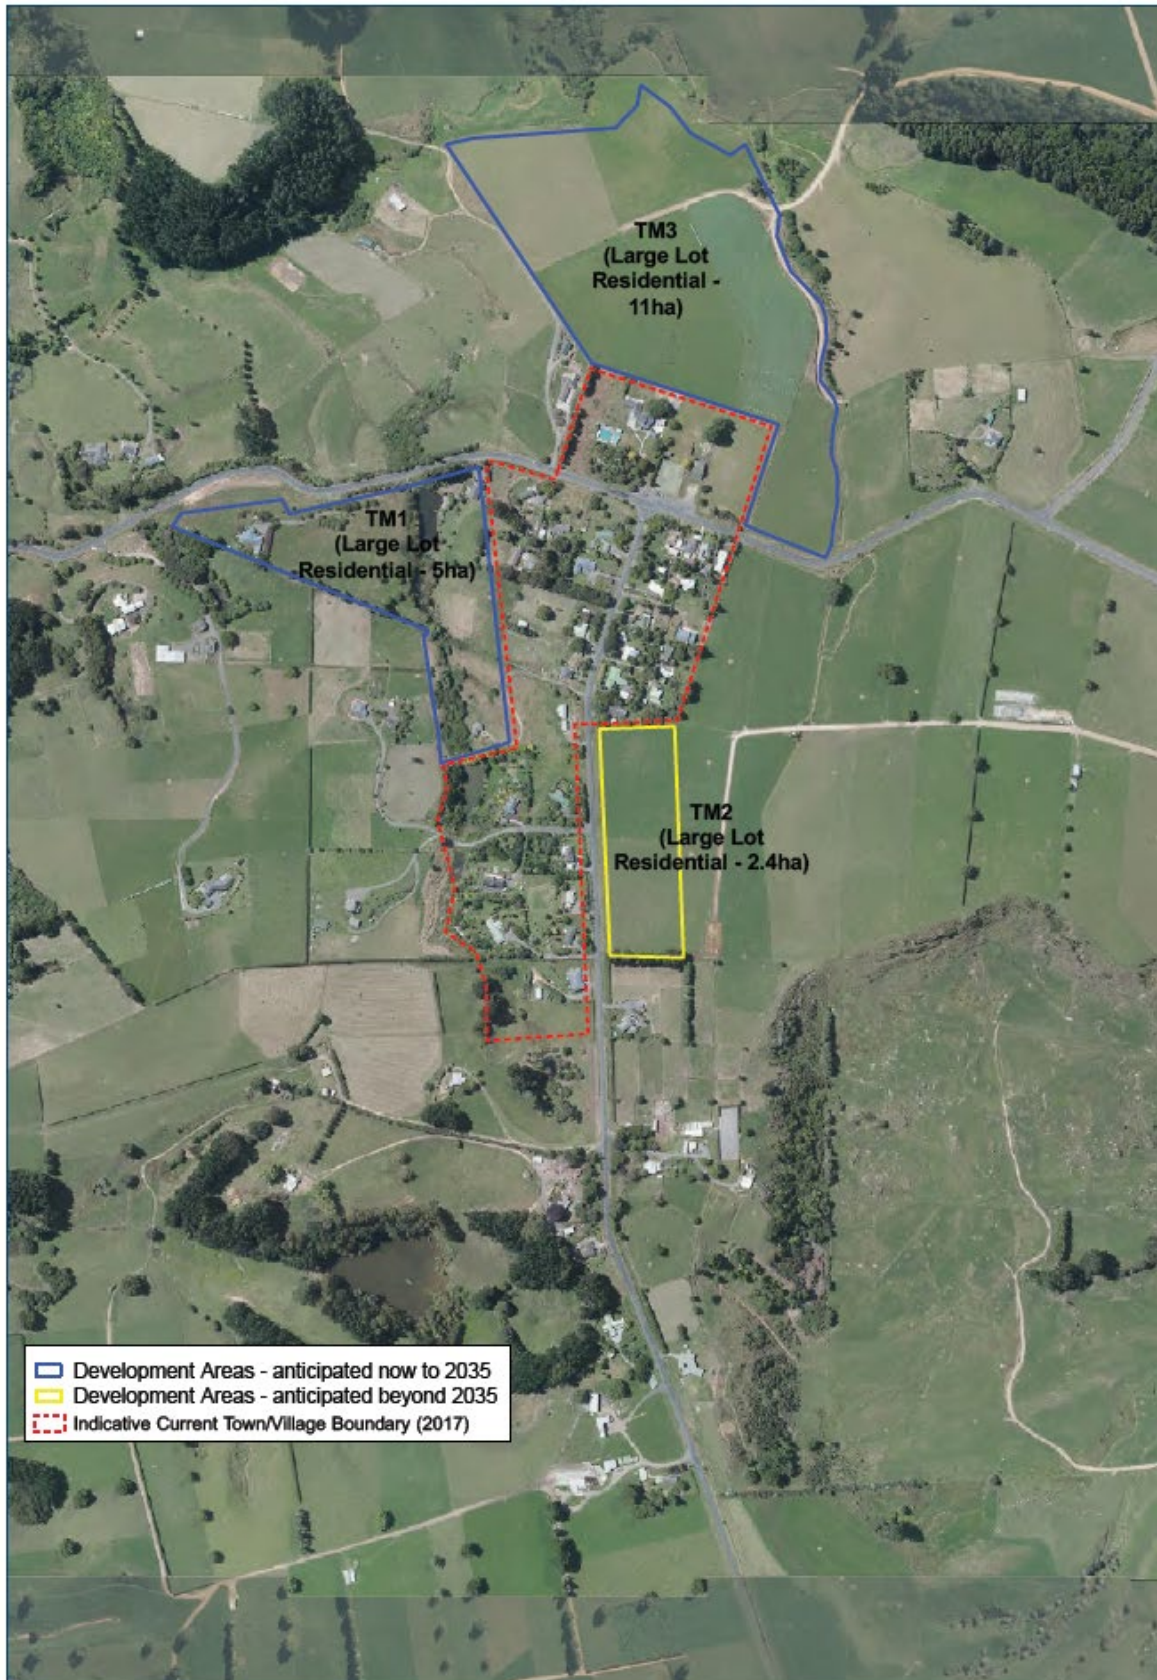 TM3
(Large Lot
Residential -
11ha)
TM1
(Large Lot
Residential - 5ha)
TM2
(Large Lot
Residential - 2.4ha)
Development Areas - anticipated now to 2035
Development Areas - anticipated beyond 2035
Indicative Current Town/Village Boundary (2017)